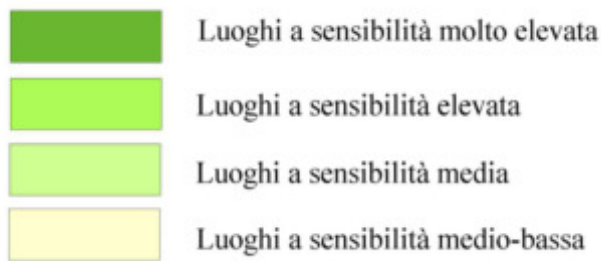 Luoghi a sensibilità molto elevata
Luoghi a sensibilità elevata
Luoghi a sensibilità media
Luoghi a sensibilità medio-bassa